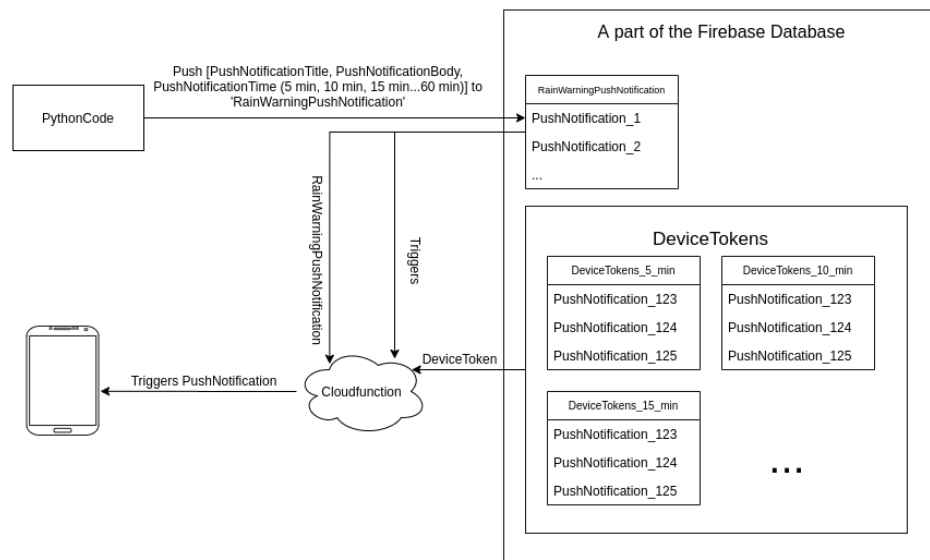 A part of the Firebase Database
Push [PushNotificationTitle, PushNotificationBody,
PushNotificationTime (5 min, 10 min, 15 min...60 min)] to
'RainWarningPushNotification'
PythonCode
RainWarningPushNotification
PushNotification_1
PushNotification_2
...
RainWarningPushNotification
Triggers
DeviceTokens
DeviceTokens_5_min
PushNotification_123
PushNotification_124
PushNotification_125
DeviceTokens_10_min
PushNotification_123
PushNotification_124
PushNotification_125
DeviceToken
Triggers PushNotification
Cloudfunction
DeviceTokens_15_min
PushNotification_123
PushNotification_124
PushNotification_125
...